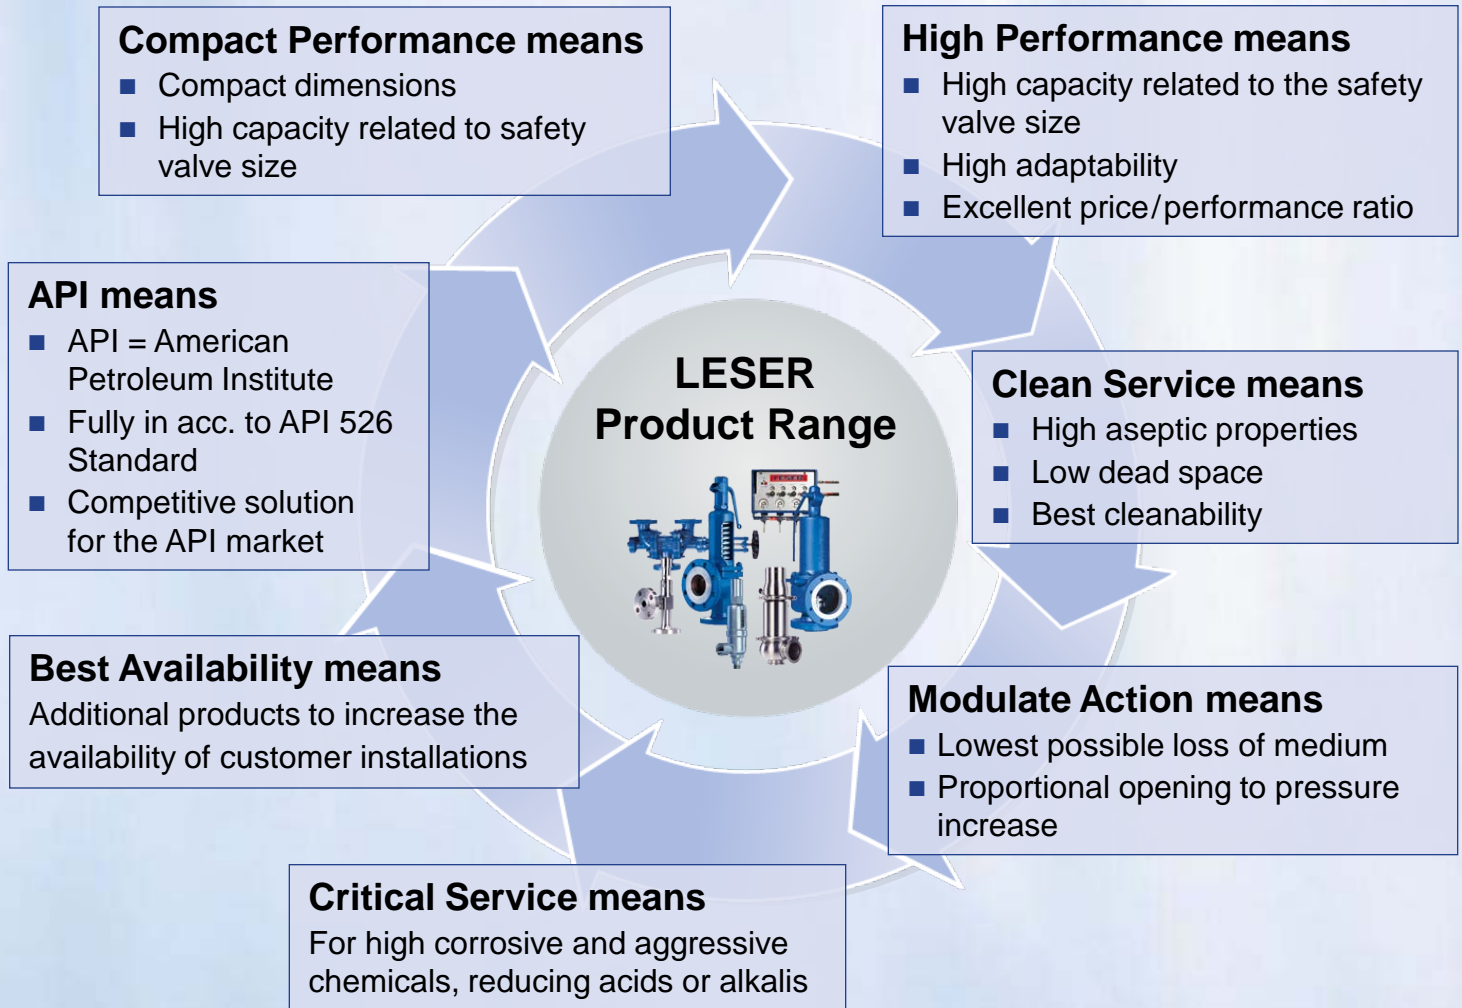 Compact Performance means
■ Compact dimensions
■ High capacity related to safety
valve size
High Performance means
■ High capacity related to the safety
valve size
■ High adaptability
■ Excellent price/performance ratio
API means
■ API = American
Petroleum Institute
■ Fully in acc. to API 526
Standard
■ Competitive solution
for the API market
LESER
Product Range
Clean Service means
■ High aseptic properties
■ Low dead space
■ Best cleanability
Best Availability means
Additional products to increase the
availability of customer installations
Modulate Action means
■ Lowest possible loss of medium
■ Proportional opening to pressure
increase
Critical Service means
For high corrosive and aggressive
chemicals, reducing acids or alkalis